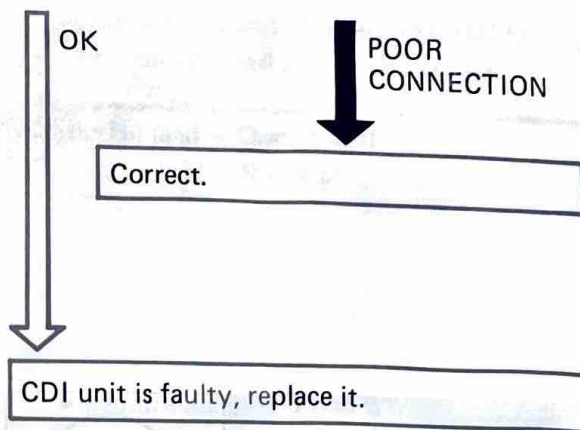 OK
POOR
CONNECTION
Correct.
CDI unit is faulty, replace it.